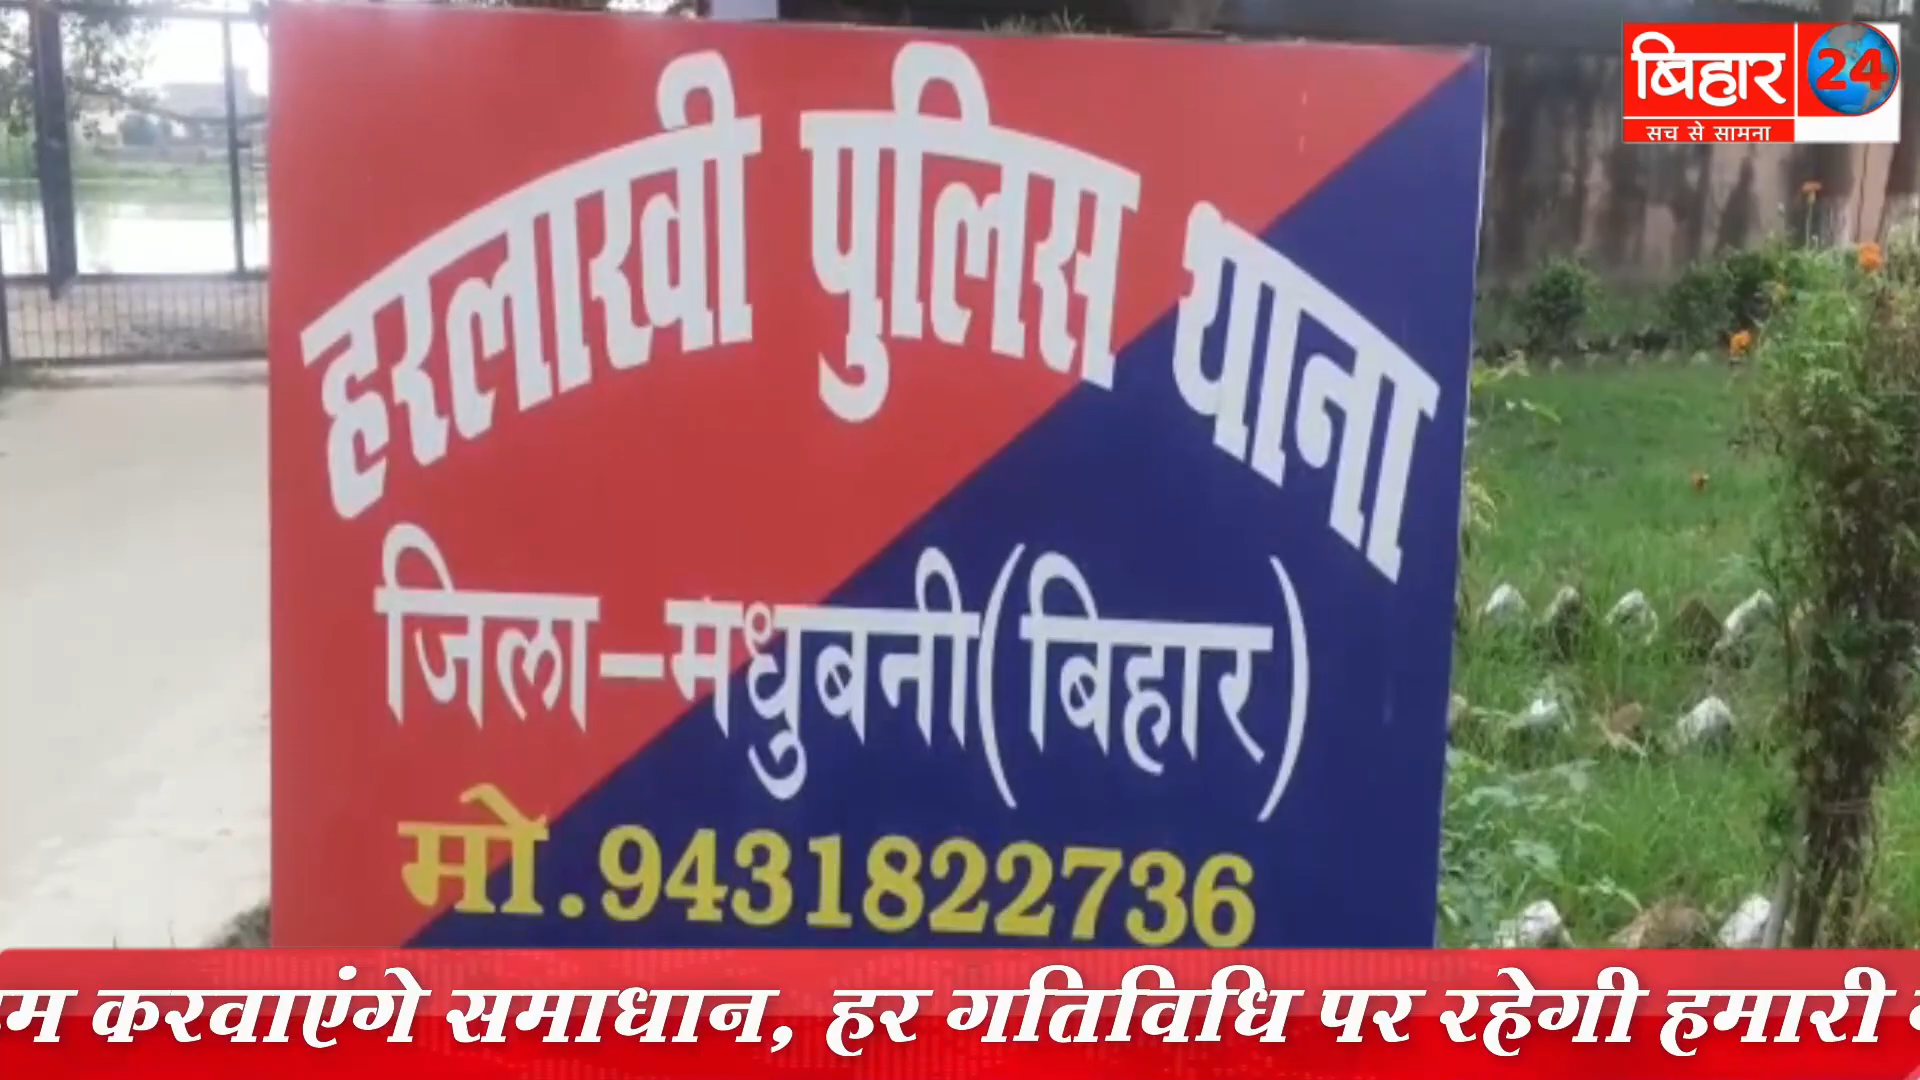 बिहार 24
सच से सामना
हरलाखी पुलिस थाना
जिला-मधुबनी(बिहार)
मो.9431822736
करवाएंगे समाधान, हर गतिविधि पर रहेगी हमारी